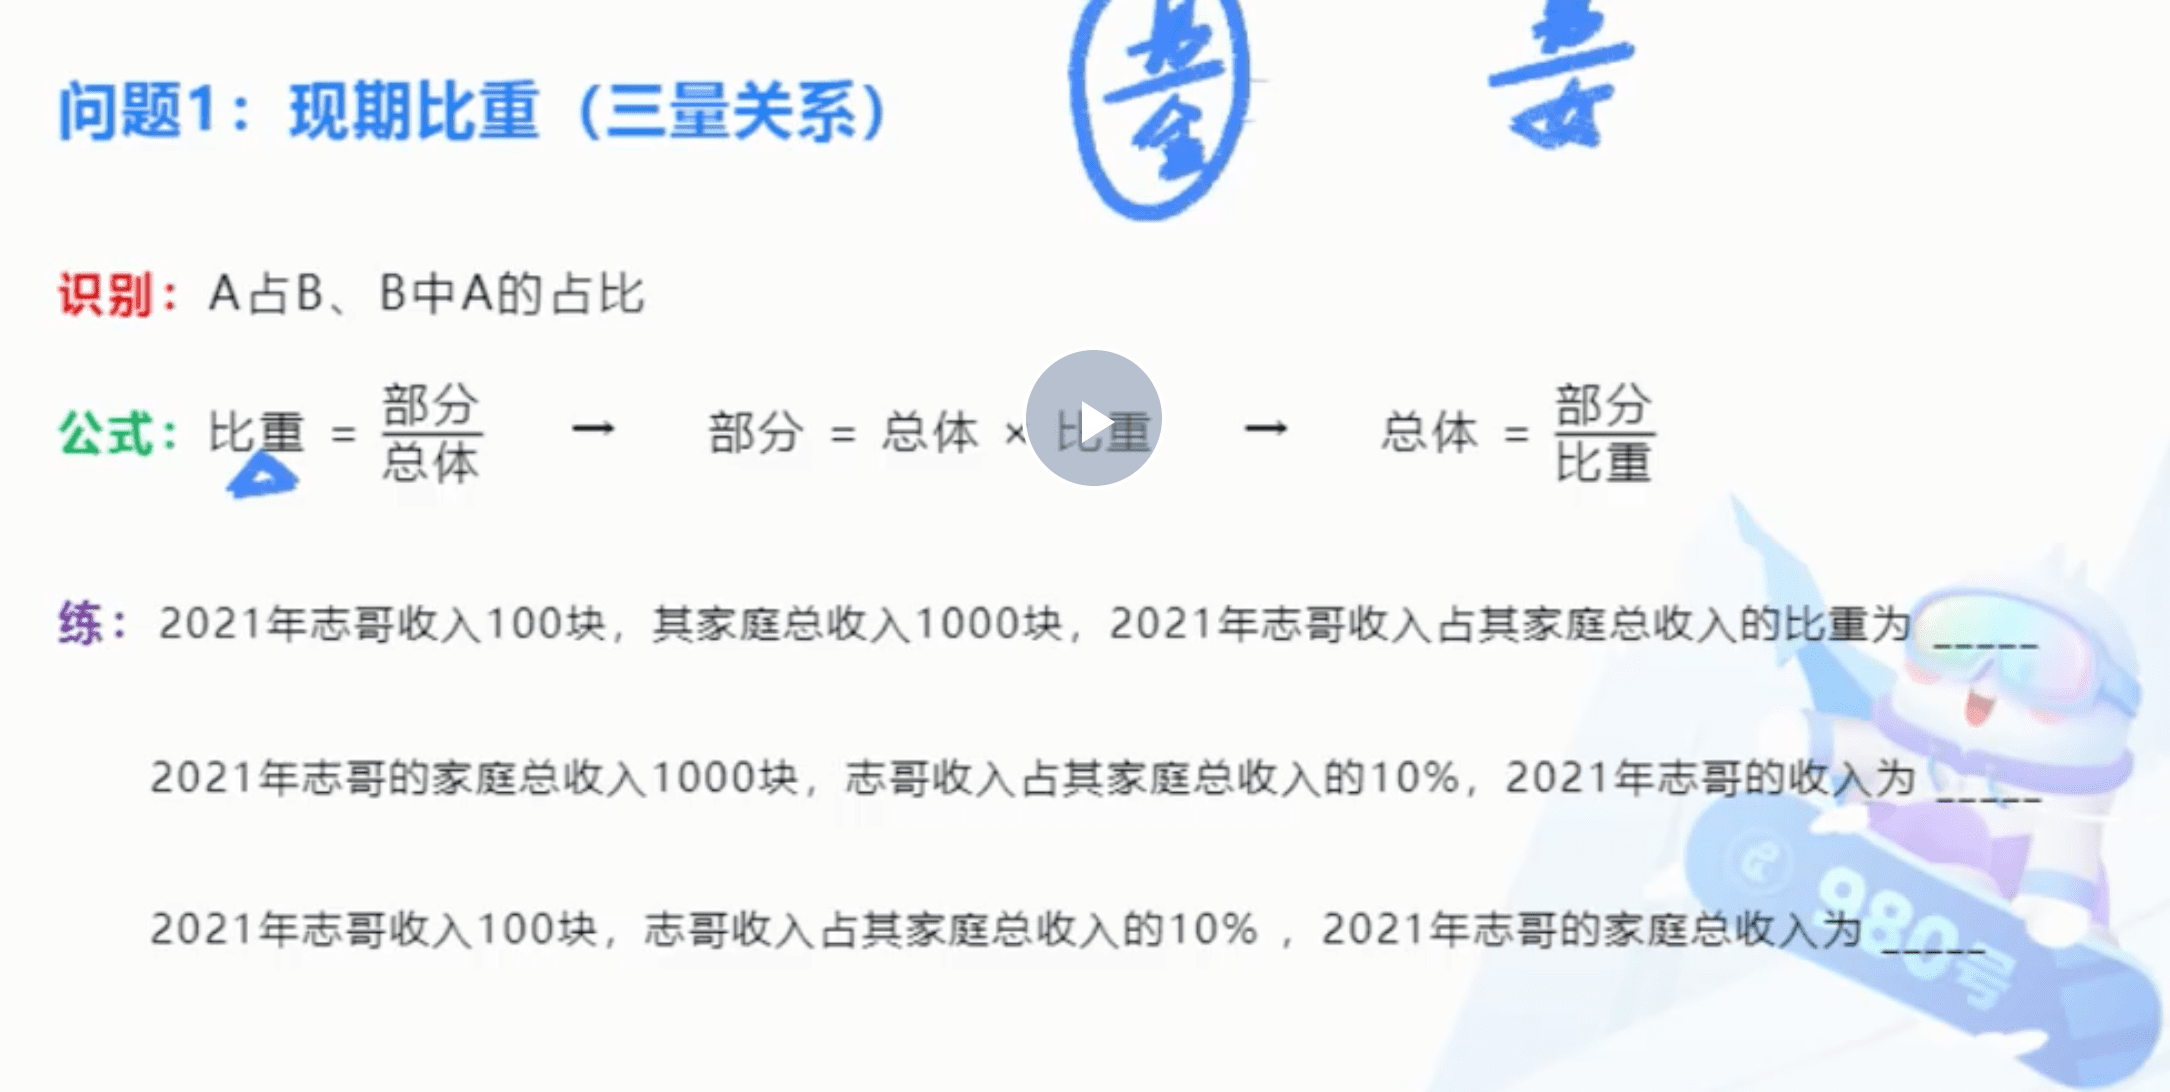 问题1：现期比重（三量关系）
全
女
识别：A占B、B中A的占比
公式：比重 = 部分/总体 → 部分 = 总体 × 比重 → 总体 = 部分/比重
练：2021年志哥收入100块，其家庭总收入1000块，2021年志哥收入占其家庭总收入的比重为 _____
2021年志哥的家庭总收入1000块，志哥收入占其家庭总收入的10%，2021年志哥的收入为 _____
2021年志哥收入100块，志哥收入占其家庭总收入的10% ，2021年志哥的家庭总收入为 _____
980号